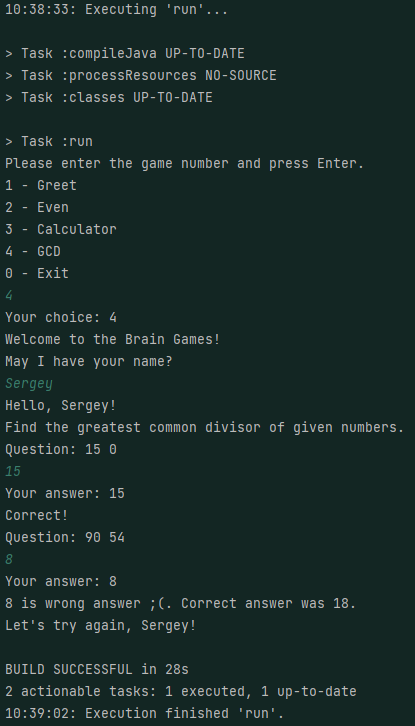 10:38:33: Executing 'run'...
> Task :compileJava UP-TO-DATE
> Task :processResources NO-SOURCE
> Task :classes UP-TO-DATE
> Task :run
Please enter the game number and press Enter.
1 - Greet
2 - Even
3 - Calculator
4 - GCD
0 - Exit
4
Your choice: 4
Welcome to the Brain Games!
May I have your name?
Sergey
Hello, Sergey!
Find the greatest common divisor of given numbers.
Question: 15 0
15
Your answer: 15
Correct!
Question: 90 54
8
Your answer: 8
8 is wrong answer ;(. Correct answer was 18.
Let's try again, Sergey!
BUILD SUCCESSFUL in 28s
2 actionable tasks: 1 executed, 1 up-to-date
10:39:02: Execution finished 'run'.